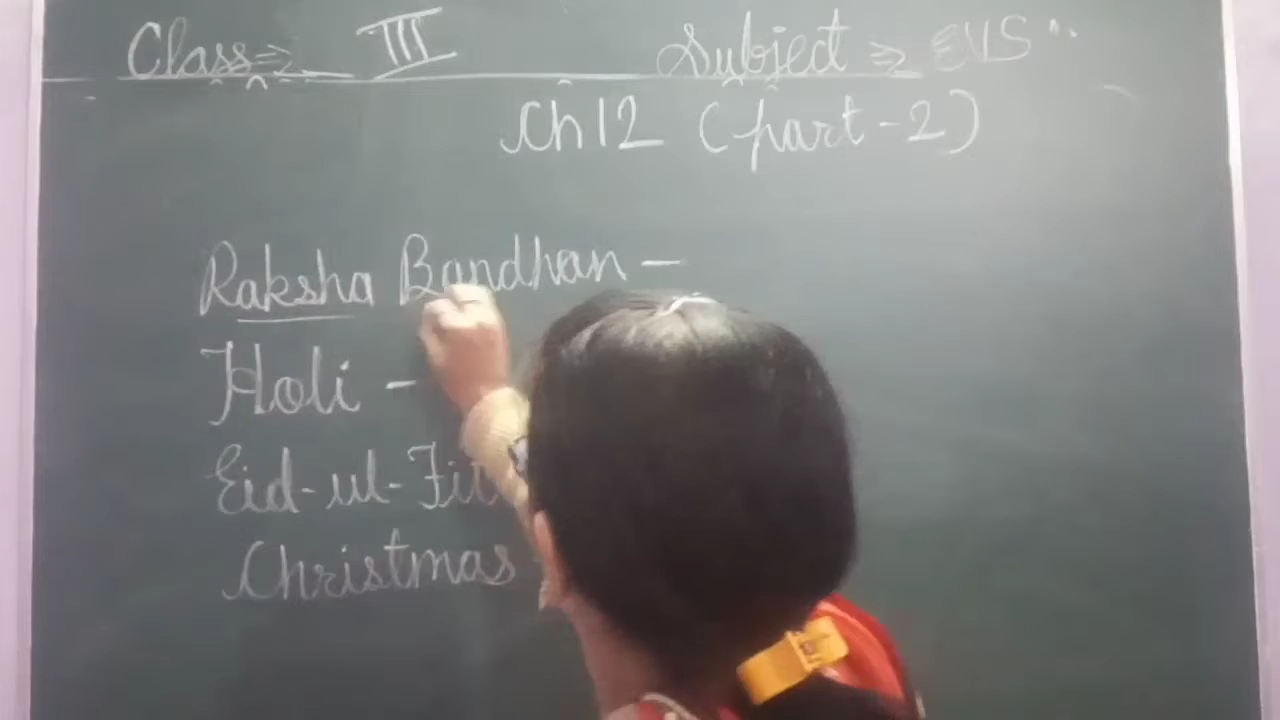 Class ⇒ III Subject ⇒ EVS
Ch 12 (part-2)
Raksha Bandhan -
Holi -
Eid-ul-Fit
Christmas